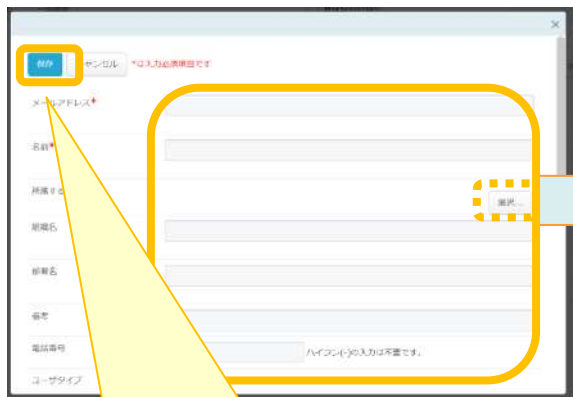 ×
保存 キャンセル *は入力必須項目です
メールアドレス*
名前*
所属する
選択...
組織名
部署名
備考
電話番号 ハイフン(-)の入力は不要です。
ユーザタイプ